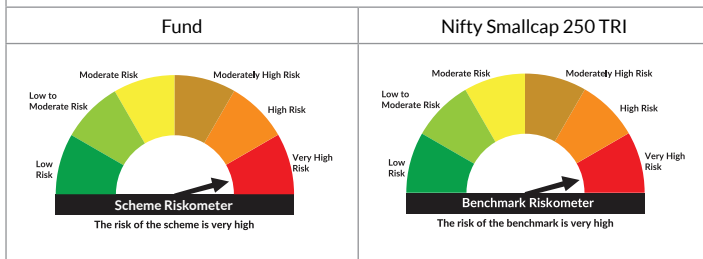 Fund
Nifty Smallcap 250 TRI
Moderate Risk
Moderately High Risk
Low to
Moderate Risk
High Risk
Low
Risk
Very High
Risk
Scheme Riskometer
The risk of the scheme is very high
Moderate Risk
Moderately High Risk
Low to
Moderate Risk
High Risk
Low
Risk
Very High
Risk
Benchmark Riskometer
The risk of the benchmark is very high